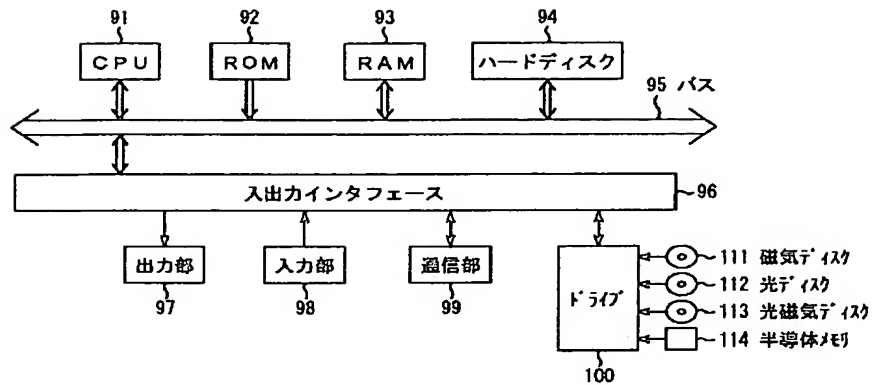 91 92 93 94
ＣＰＵ ＲＯＭ ＲＡＭ ハードディスク
95 バス
入出力インタフェース 96
出力部 入力部 通信部 ドライブ
97 98 99 100
111 磁気ディスク
112 光ディスク
113 光磁気ディスク
114 半導体メモリ